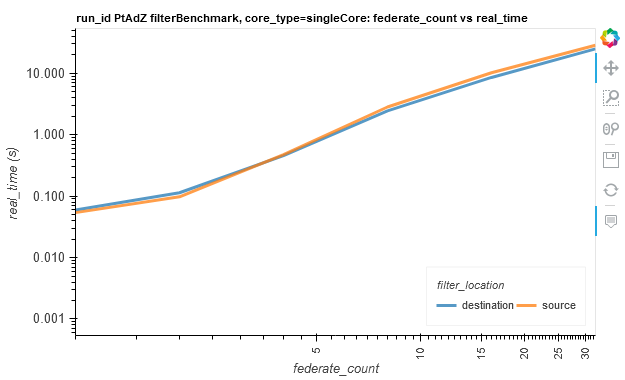 run_id PtAdZ filterBenchmark, core_type=singleCore: federate_count vs real_time
10.000
1.000
0.100
0.010
0.001
real_time (s)
filter_location
destination source
5 10 15 20 25 30
federate_count